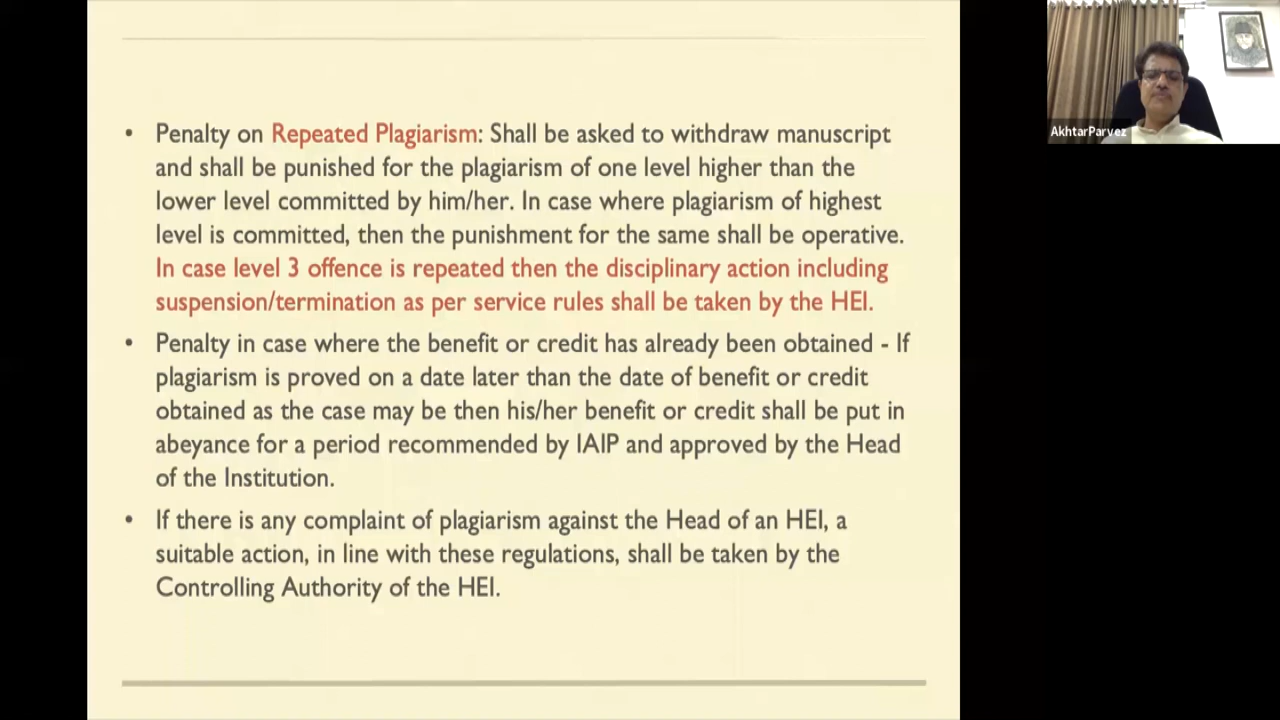 • Penalty on Repeated Plagiarism: Shall be asked to withdraw manuscript
and shall be punished for the plagiarism of one level higher than the
lower level committed by him/her. In case where plagiarism of highest
level is committed, then the punishment for the same shall be operative.
In case level 3 offence is repeated then the disciplinary action including
suspension/termination as per service rules shall be taken by the HEI.
• Penalty in case where the benefit or credit has already been obtained - If
plagiarism is proved on a date later than the date of benefit or credit
obtained as the case may be then his/her benefit or credit shall be put in
abeyance for a period recommended by IAIP and approved by the Head
of the Institution.
• If there is any complaint of plagiarism against the Head of an HEI, a
suitable action, in line with these regulations, shall be taken by the
Controlling Authority of the HEI.
AkhtarParvez